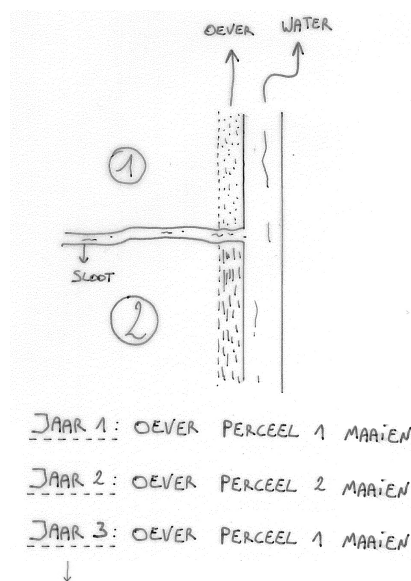 OEVER
WATER
1
SLOOT
2
JAAR 1: OEVER PERCEEL 1 MAAIEN
JAAR 2: OEVER PERCEEL 2 MAAIEN
JAAR 3: OEVER PERCEEL 1 MAAIEN